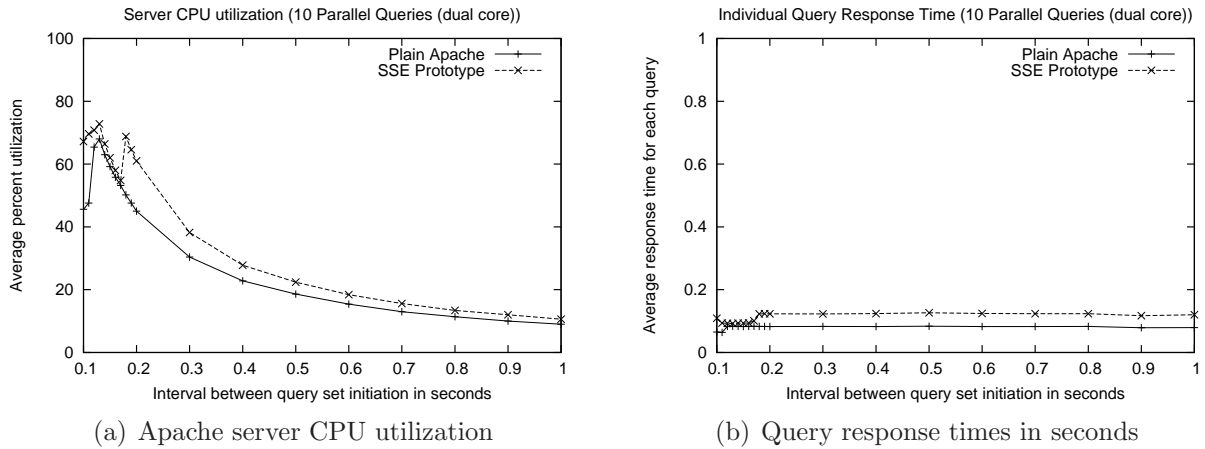 Server CPU utilization (10 Parallel Queries (dual core))
Plain Apache
SSE Prototype
100
80
60
40
20
0
0.1 0.2 0.3 0.4 0.5 0.6 0.7 0.8 0.9 1
Average percent utilization
Interval between query set initiation in seconds
(a) Apache server CPU utilization
Individual Query Response Time (10 Parallel Queries (dual core))
Plain Apache
SSE Prototype
1
0.8
0.6
0.4
0.2
0
0.1 0.2 0.3 0.4 0.5 0.6 0.7 0.8 0.9 1
Average response time for each query
Interval between query set initiation in seconds
(b) Query response times in seconds